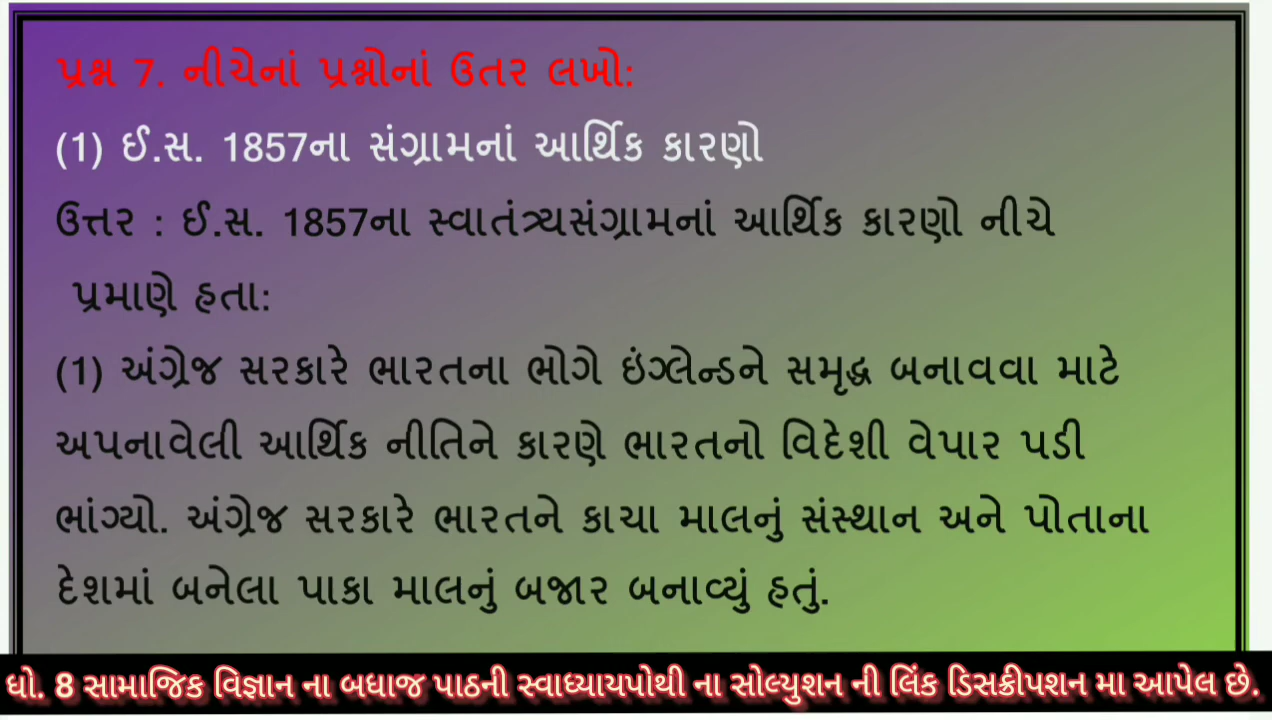 પ્રશ્ન 7. નીચેનાં પ્રશ્નોનાં ઉતર લખો:
(1) ઈ.સ. 1857ના સંગ્રામનાં આર્થિક કારણો
ઉત્તર : ઈ.સ. 1857ના સ્વાતંત્ર્યસંગ્રામનાં આર્થિક કારણો નીચે
પ્રમાણે હતા:
(1) અંગ્રેજ સરકારે ભારતના ભોગે ઇંગ્લેન્ડને સમૃદ્ધ બનાવવા માટે
અપનાવેલી આર્થિક નીતિને કારણે ભારતનો વિદેશી વેપાર પડી
ભાંગ્યો. અંગ્રેજ સરકારે ભારતને કાચા માલનું સંસ્થાન અને પોતાના
દેશમાં બનેલા પાકા માલનું બજાર બનાવ્યું હતું.
ધો. 8 સામાજિક વિજ્ઞાન ના બધાજ પાઠની સ્વાધ્યાયપોથી ના સોલ્યુશન ની લિંક ડિસક્રીપશન મા આપેલ છે.